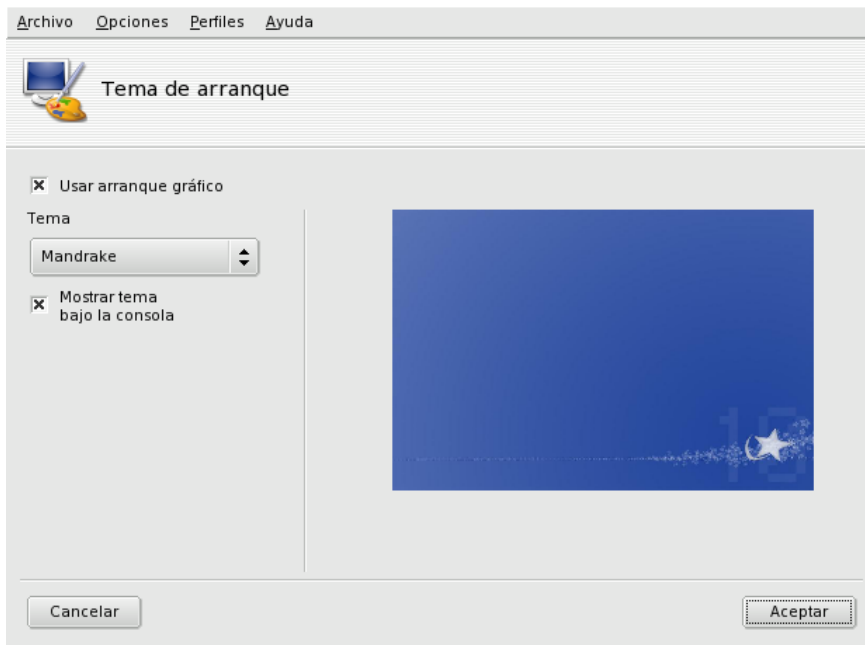 Archivo Opciones Perfiles Ayuda
Tema de arranque
Usar arranque gráfico
Tema
Mandrake
Mostrar tema
bajo la consola
10
Cancelar
Aceptar